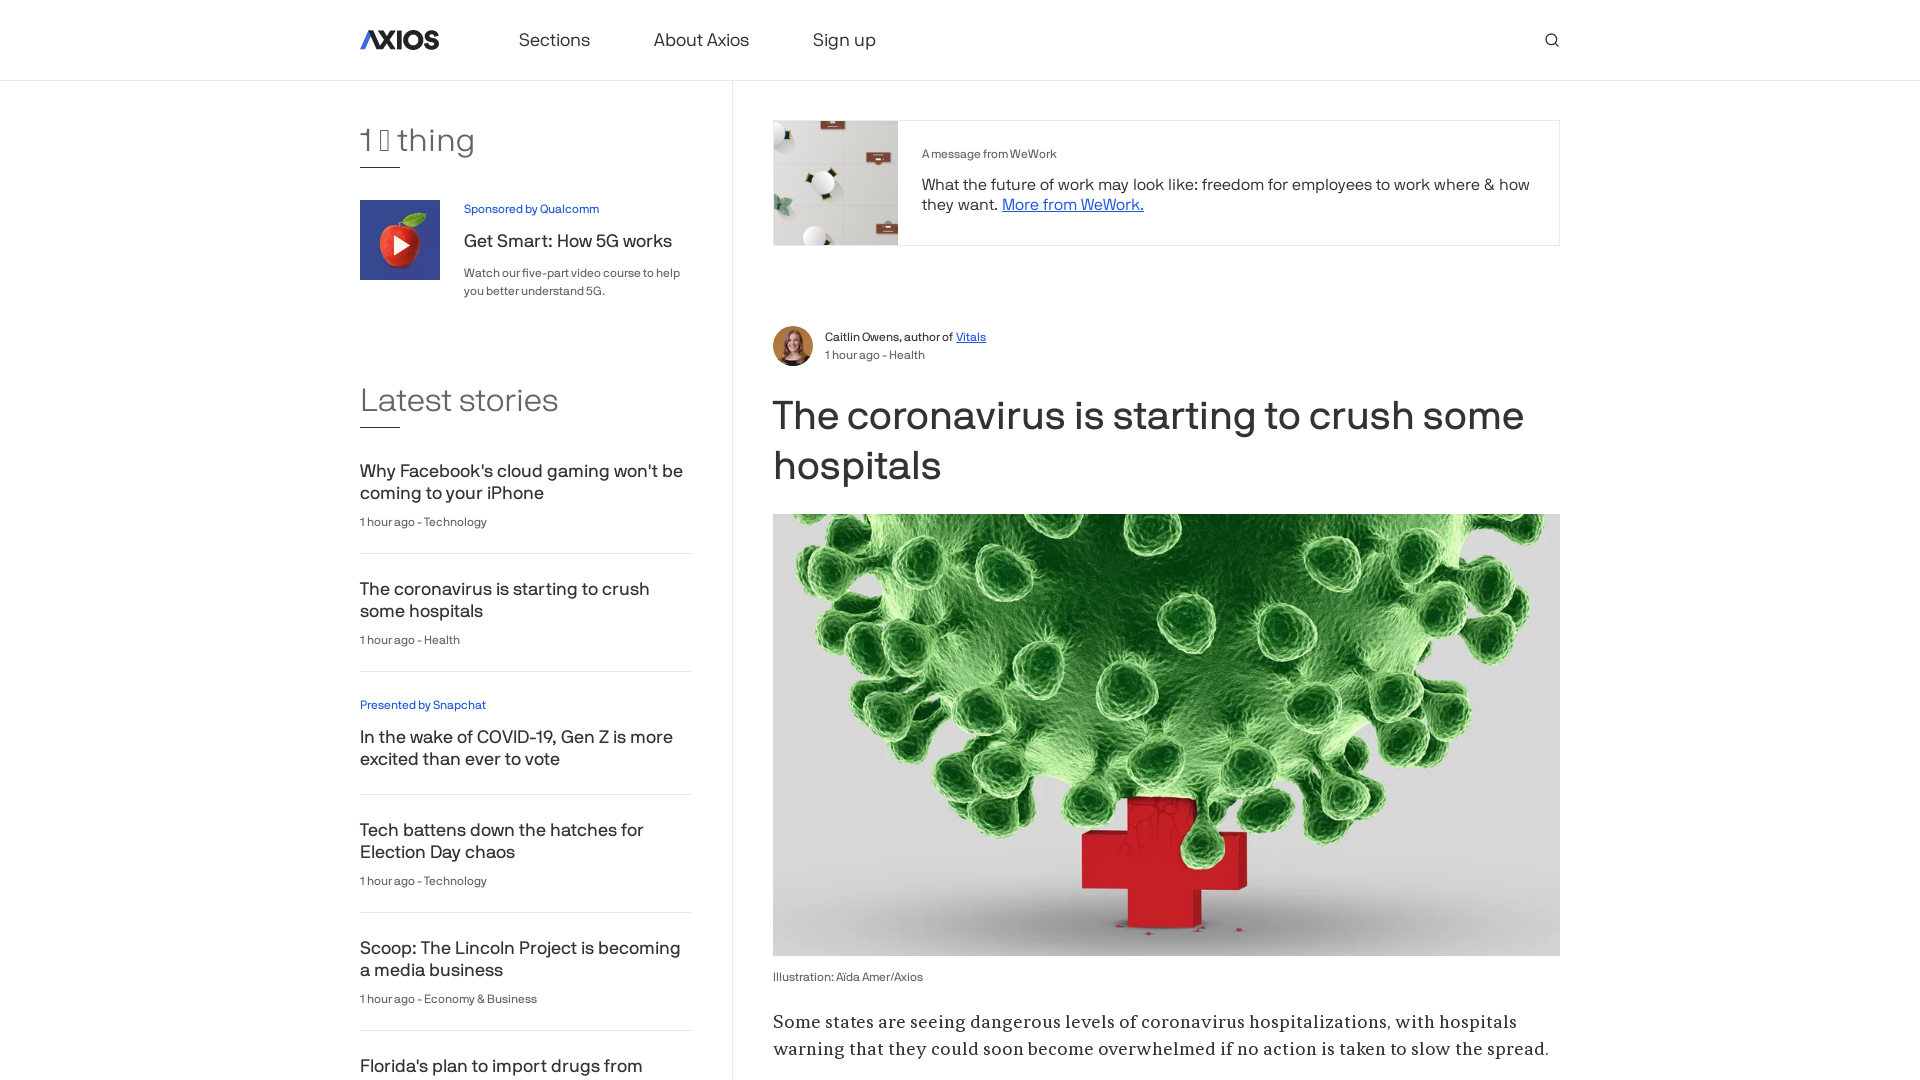 AXIOS
Sections
About Axios
Sign up
1 thing
Sponsored by Qualcomm
Get Smart: How 5G works
Watch our five-part video course to help
you better understand 5G.
Latest stories
Why Facebook's cloud gaming won't be
coming to your iPhone
1 hour ago - Technology
The coronavirus is starting to crush
some hospitals
1 hour ago - Health
Presented by Snapchat
In the wake of COVID-19, Gen Z is more
excited than ever to vote
Tech battens down the hatches for
Election Day chaos
1 hour ago - Technology
Scoop: The Lincoln Project is becoming
a media business
1 hour ago - Economy & Business
Florida's plan to import drugs from
A message from WeWork
What the future of work may look like: freedom for employees to work where & how
they want. More from WeWork.
Caitlin Owens, author of Vitals
1 hour ago - Health
The coronavirus is starting to crush some
hospitals
Illustration: Aïda Amer/Axios
Some states are seeing dangerous levels of coronavirus hospitalizations, with hospitals
warning that they could soon become overwhelmed if no action is taken to slow the spread.